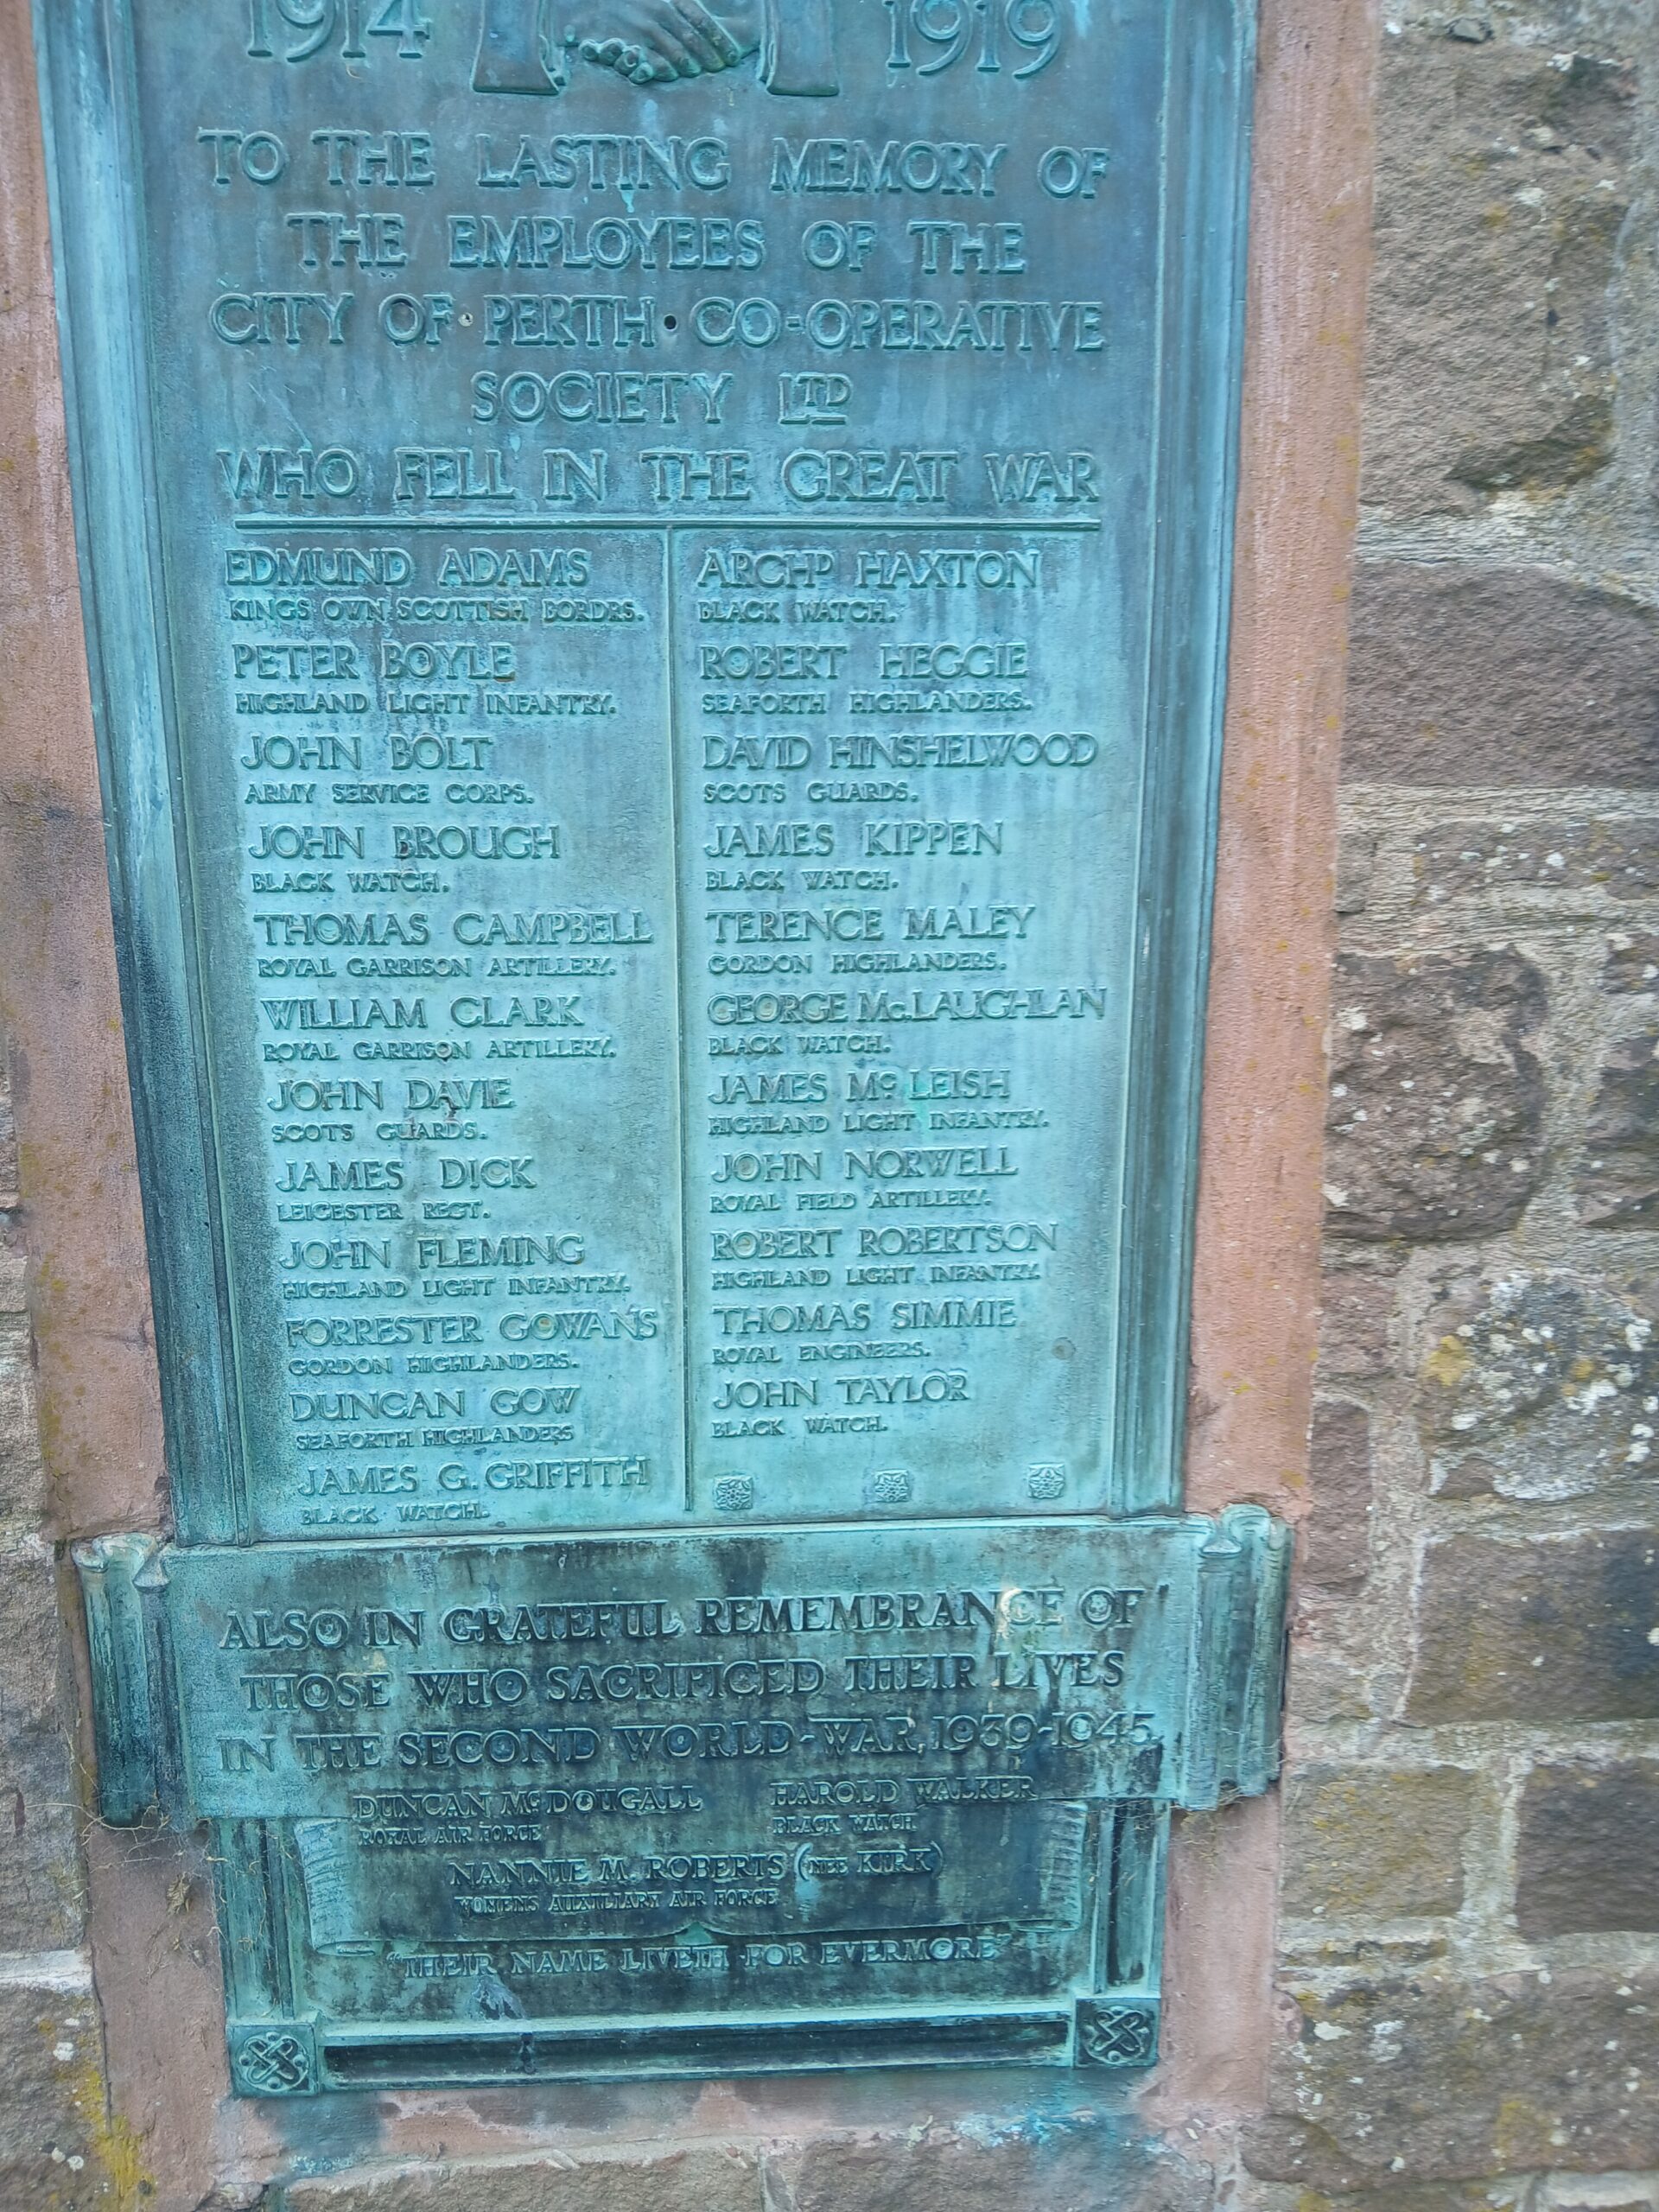 1914 1919
TO THE LASTING MEMORY OF
THE EMPLOYEES OF THE
CITY OF PERTH CO-OPERATIVE
SOCIETY LTD
WHO FELL IN THE GREAT WAR
EDMUND ADAMS
KINGS OWN SCOTTISH BORDRS.
PETER BOYLE
HIGHLAND LIGHT INFANTRY.
JOHN BOLT
ARMY SERVICE CORPS.
JOHN BROUGH
BLACK WATCH.
THOMAS CAMPBELL
ROYAL GARRISON ARTILLERY.
WILLIAM CLARK
ROYAL GARRISON ARTILLERY.
JOHN DAVIE
SCOTS GUARDS.
JAMES DICK
LEICESTER REGT.
JOHN FLEMING
HIGHLAND LIGHT INFANTRY.
FORRESTER GOWANS
GORDON HIGHLANDERS.
DUNCAN GOW
SEAFORTH HIGHLANDERS
JAMES G. GRIFFITH
BLACK WATCH.
ARCHD HAXTON
BLACK WATCH.
ROBERT HEGGIE
SEAFORTH HIGHLANDERS.
DAVID HINSHELWOOD
SCOTS GUARDS.
JAMES KIPPEN
BLACK WATCH.
TERENCE MALEY
GORDON HIGHLANDERS.
GEORGE Mc.LAUGHLAN
BLACK WATCH.
JAMES Mc LEISH
HIGHLAND LIGHT INFANTRY.
JOHN NORWELL
ROYAL FIELD ARTILLERY.
ROBERT ROBERTSON
HIGHLAND LIGHT INFANTRY.
THOMAS SIMMIE
ROYAL ENGINEERS.
JOHN TAYLOR
BLACK WATCH.
ALSO IN GRATEFUL REMEMBRANCE OF
THOSE WHO SACRIFICED THEIR LIVES
IN THE SECOND WORLD-WAR, 1939-1945.
DUNCAN Mc DOUGALL
ROYAL AIR FORCE
HAROLD WALKER
BLACK WATCH
NANNIE M. ROBERTS (NEE KIRK)
WOMENS AUXILIARY AIR FORCE
"THEIR NAME LIVETH FOR EVERMORE"